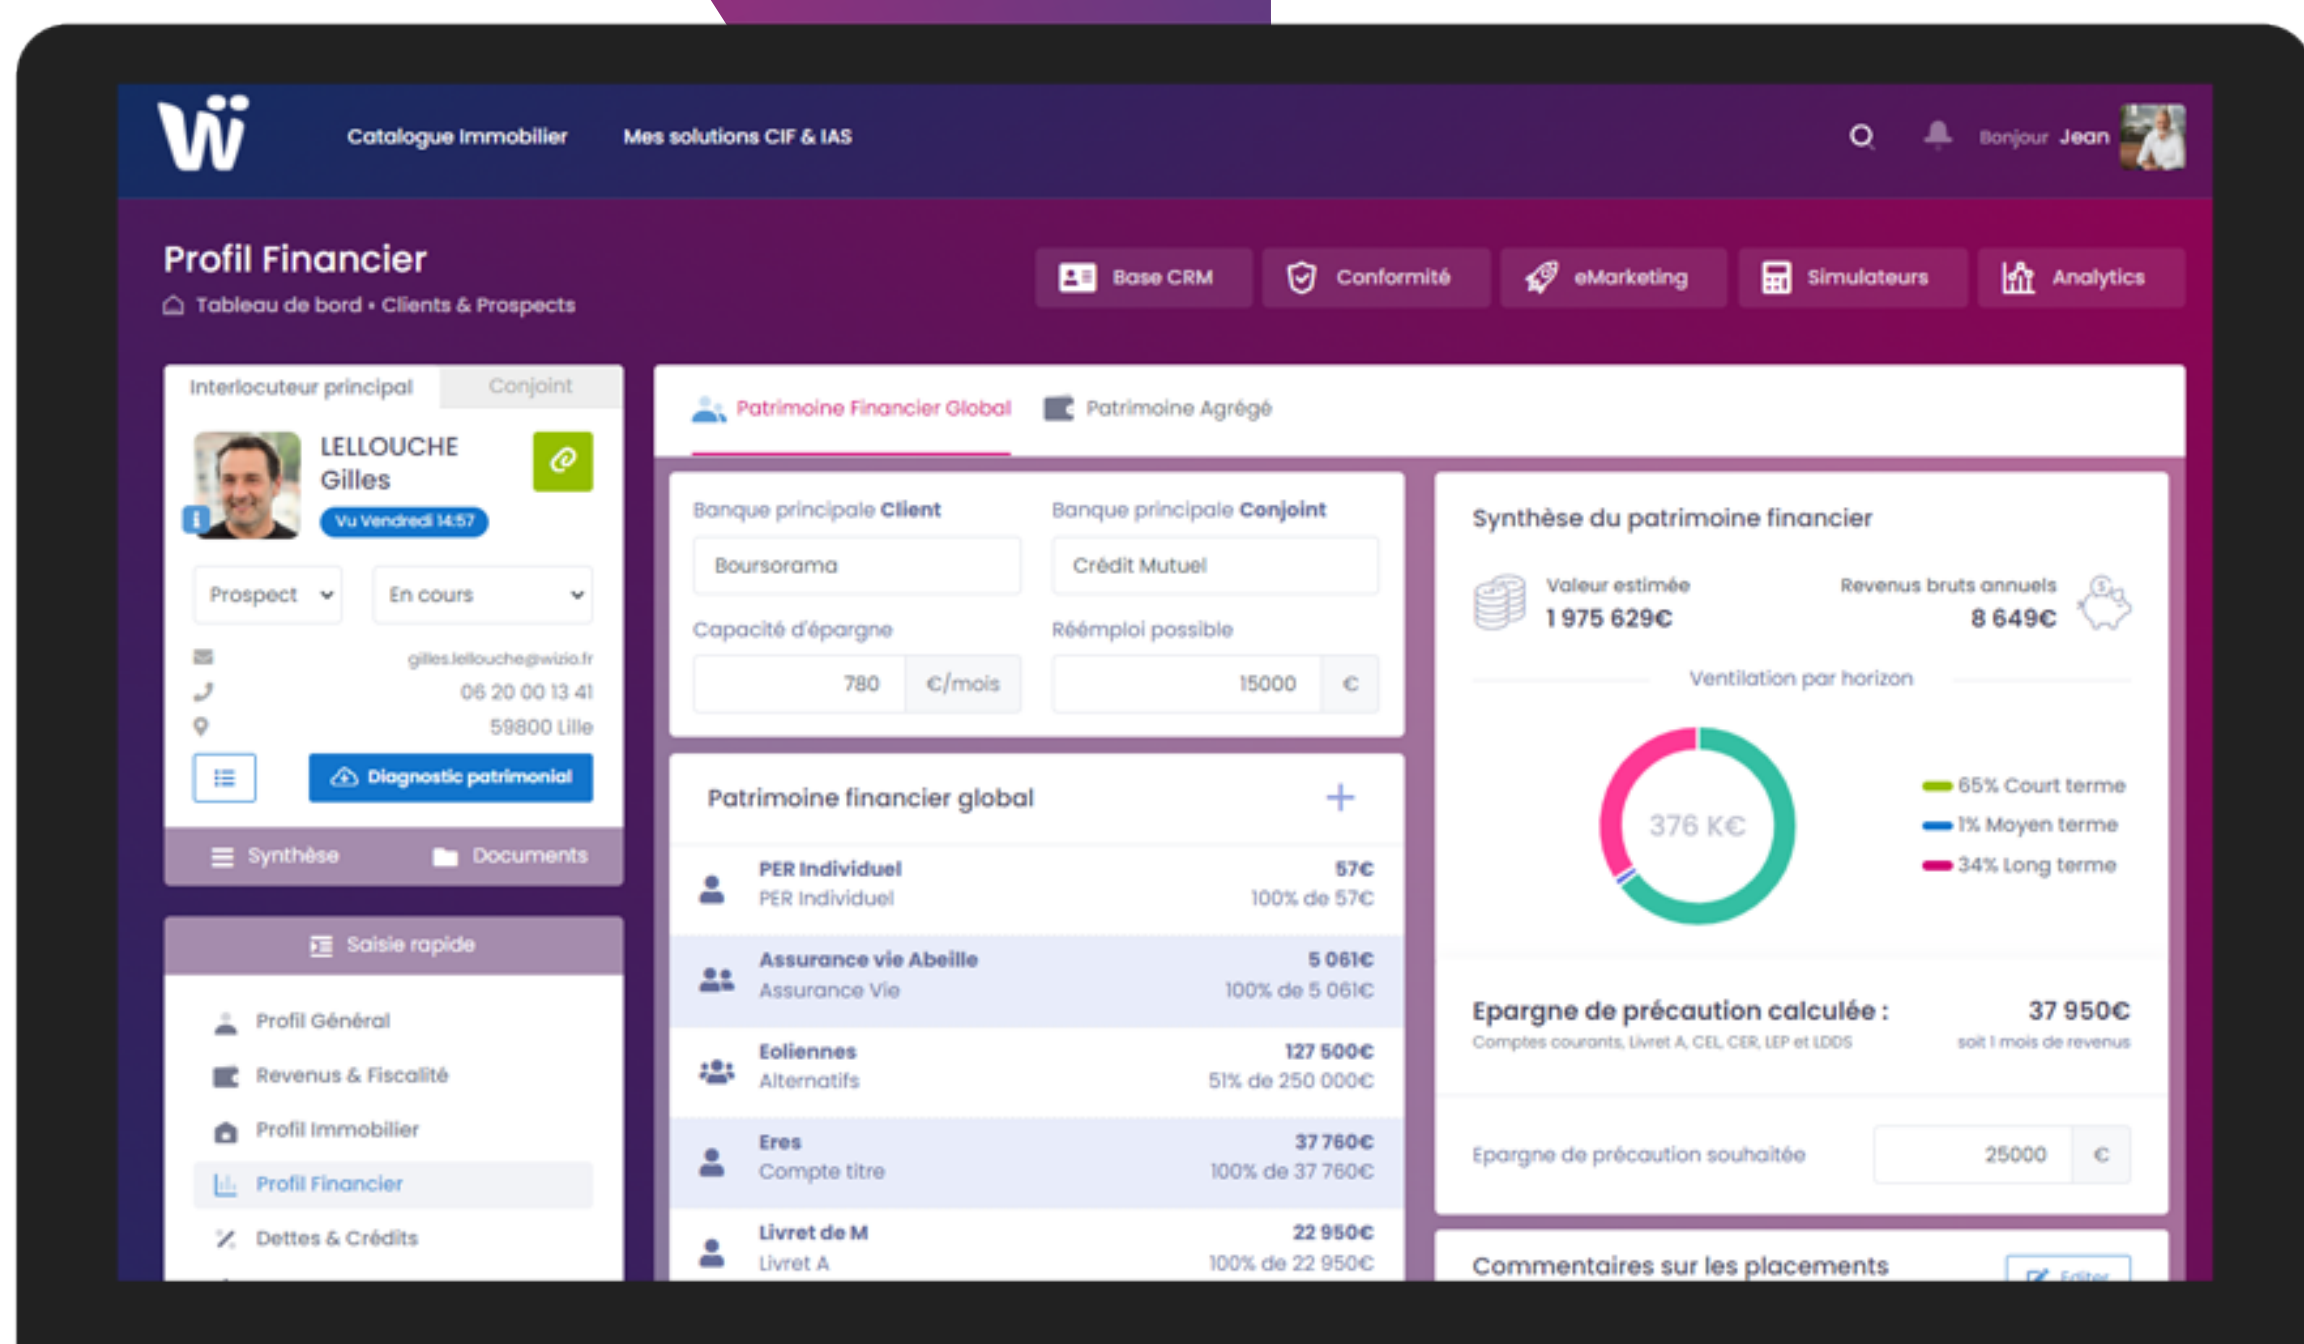 Wï
Catalogue Immobilier
Mes solutions CIF & IAS
Bonjour Jean
Profil Financier
Tableau de bord • Clients & Prospects
Base CRM
Conformité
eMarketing
Simulateurs
Analytics
Interlocuteur principal
Conjoint
LELLOUCHE
Gilles
Vu Vendredi 14:57
Prospect
En cours
gilles.lellouche@wizio.fr
06 20 00 13 41
59800 Lille
Diagnostic patrimonial
Synthèse
Documents
Saisie rapide
Profil Général
Revenus & Fiscalité
Profil Immobilier
Profil Financier
Dettes & Crédits
Patrimoine Financier Global
Patrimoine Agrégé
Banque principale Client
Banque principale Conjoint
Boursorama
Crédit Mutuel
Capacité d'épargne
Réémploi possible
780 €/mois
15000 €
Patrimoine financier global
PER Individuel 57€
PER Individuel 100% de 57€
Assurance vie Abeille 5 061€
Assurance Vie 100% de 5 061€
Eoliennes 127 500€
Alternatifs 51% de 250 000€
Eres 37 760€
Compte titre 100% de 37 760€
Livret de M 22 950€
Livret A 100% de 22 950€
Synthèse du patrimoine financier
Valeur estimée
1 975 629€
Revenus bruts annuels
8 649€
Ventilation par horizon
376 K€
65% Court terme
1% Moyen terme
34% Long terme
Epargne de précaution calculée : 37 950€
Comptes courants, Livret A, CEL, CER, LEP et LDDS soit 1 mois de revenus
Epargne de précaution souhaitée 25000 €
Commentaires sur les placements
Editer